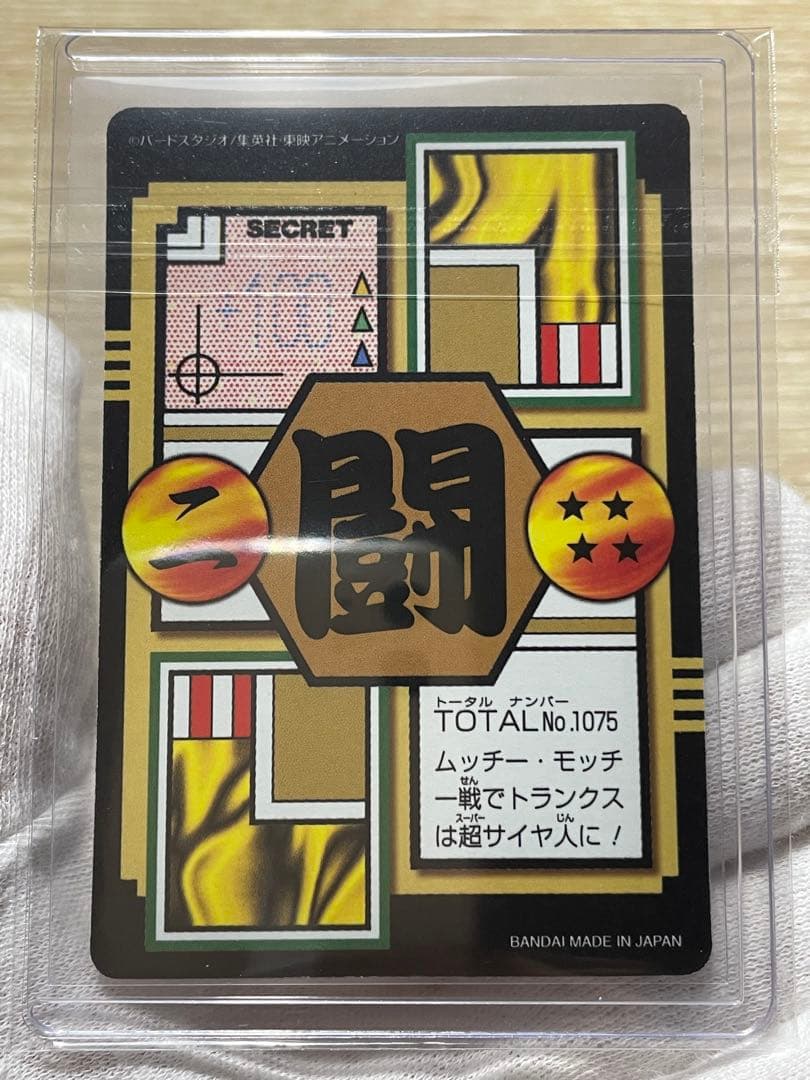 ©バードスタジオ/集英社・東映アニメーション
SECRET
+100
二
闘
トータル ナンバー
TOTAL No.1075
ムッチー・モッチ
せん
一戦でトランクス
スーパー じん
は超サイヤ人に!
BANDAI MADE IN JAPAN